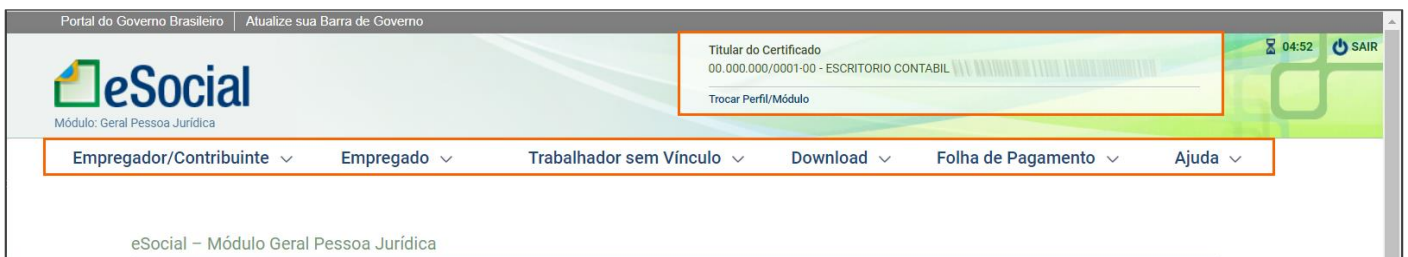 Portal do Governo Brasileiro | Atualize sua Barra de Governo
eSocial
Módulo: Geral Pessoa Jurídica
Titular do Certificado
00.000.000/0001-00 - ESCRITORIO CONTABIL
Trocar Perfil/Módulo
04:52 SAIR
Empregador/Contribuinte Empregado Trabalhador sem Vínculo Download Folha de Pagamento Ajuda
eSocial – Módulo Geral Pessoa Jurídica